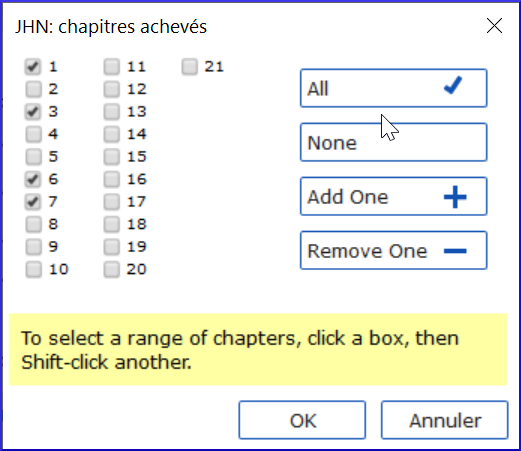 JHN: chapitres achevés
1
2
3
4
5
6
7
8
9
10
11
12
13
14
15
16
17
18
19
20
21
All
None
Add One
Remove One
To select a range of chapters, click a box, then
Shift-click another.
OK
Annuler